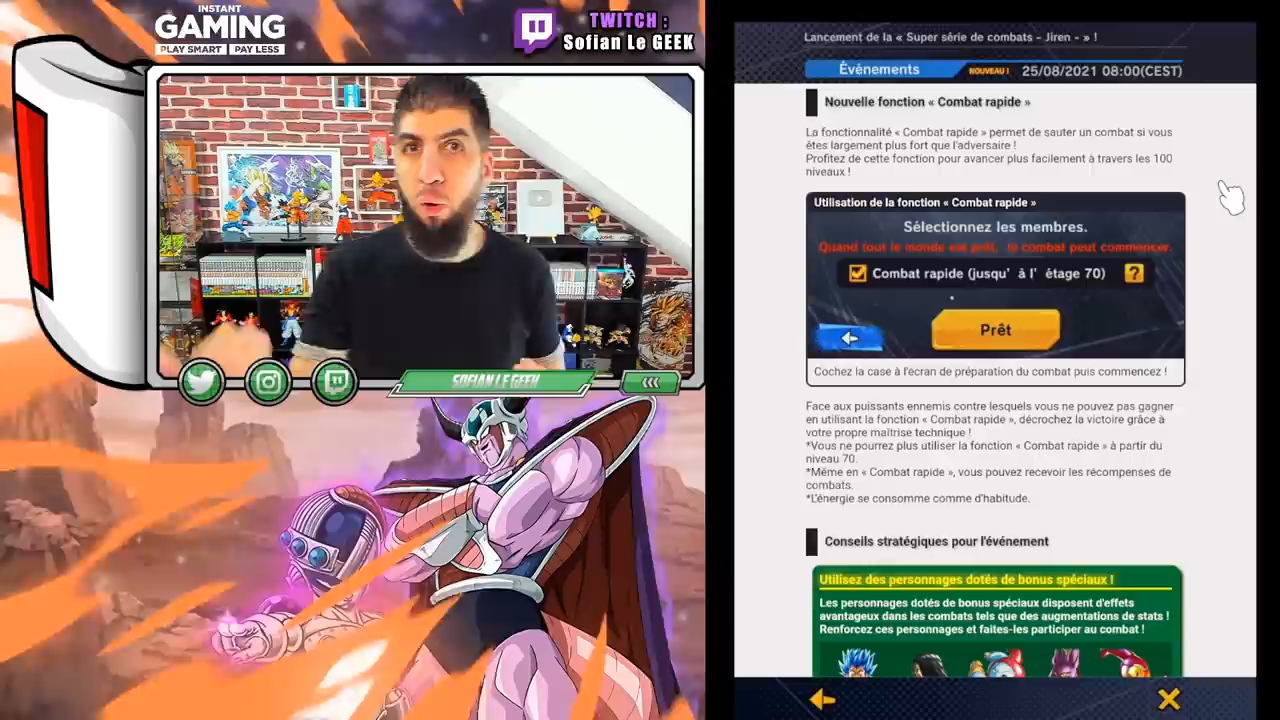 INSTANT
GAMING
PLAY SMART | PAY LESS
TWITCH :
Sofian Le GEEK
SOFIAN LE GEEK
Lancement de la « Super série de combats - Jiren - » !
Évènements NOUVEAU ! 25/08/2021 08:00(CEST)
Nouvelle fonction « Combat rapide »
La fonctionnalité « Combat rapide » permet de sauter un combat si vous
êtes largement plus fort que l'adversaire !
Profitez de cette fonction pour avancer plus facilement à travers les 100
niveaux !
Utilisation de la fonction « Combat rapide »
Sélectionnez les membres.
Quand tout le monde est prêt, le combat peut commencer.
Combat rapide (jusqu' à l' étage 70) ?
Prêt
Cochez la case à l'écran de préparation du combat puis commencez !
Face aux puissants ennemis contre lesquels vous ne pouvez pas gagner
en utilisant la fonction « Combat rapide », décrochez la victoire grâce à
votre propre maîtrise technique !
*Vous ne pourrez plus utiliser la fonction « Combat rapide » à partir du
niveau 70.
*Même en « Combat rapide », vous pouvez recevoir les récompenses de
combats.
*L'énergie se consomme comme d'habitude.
Conseils stratégiques pour l'événement
Utilisez des personnages dotés de bonus spéciaux !
Les personnages dotés de bonus spéciaux disposent d'effets
avantageux dans les combats tels que des augmentations de stats !
Renforcez ces personnages et faites-les participer au combat !